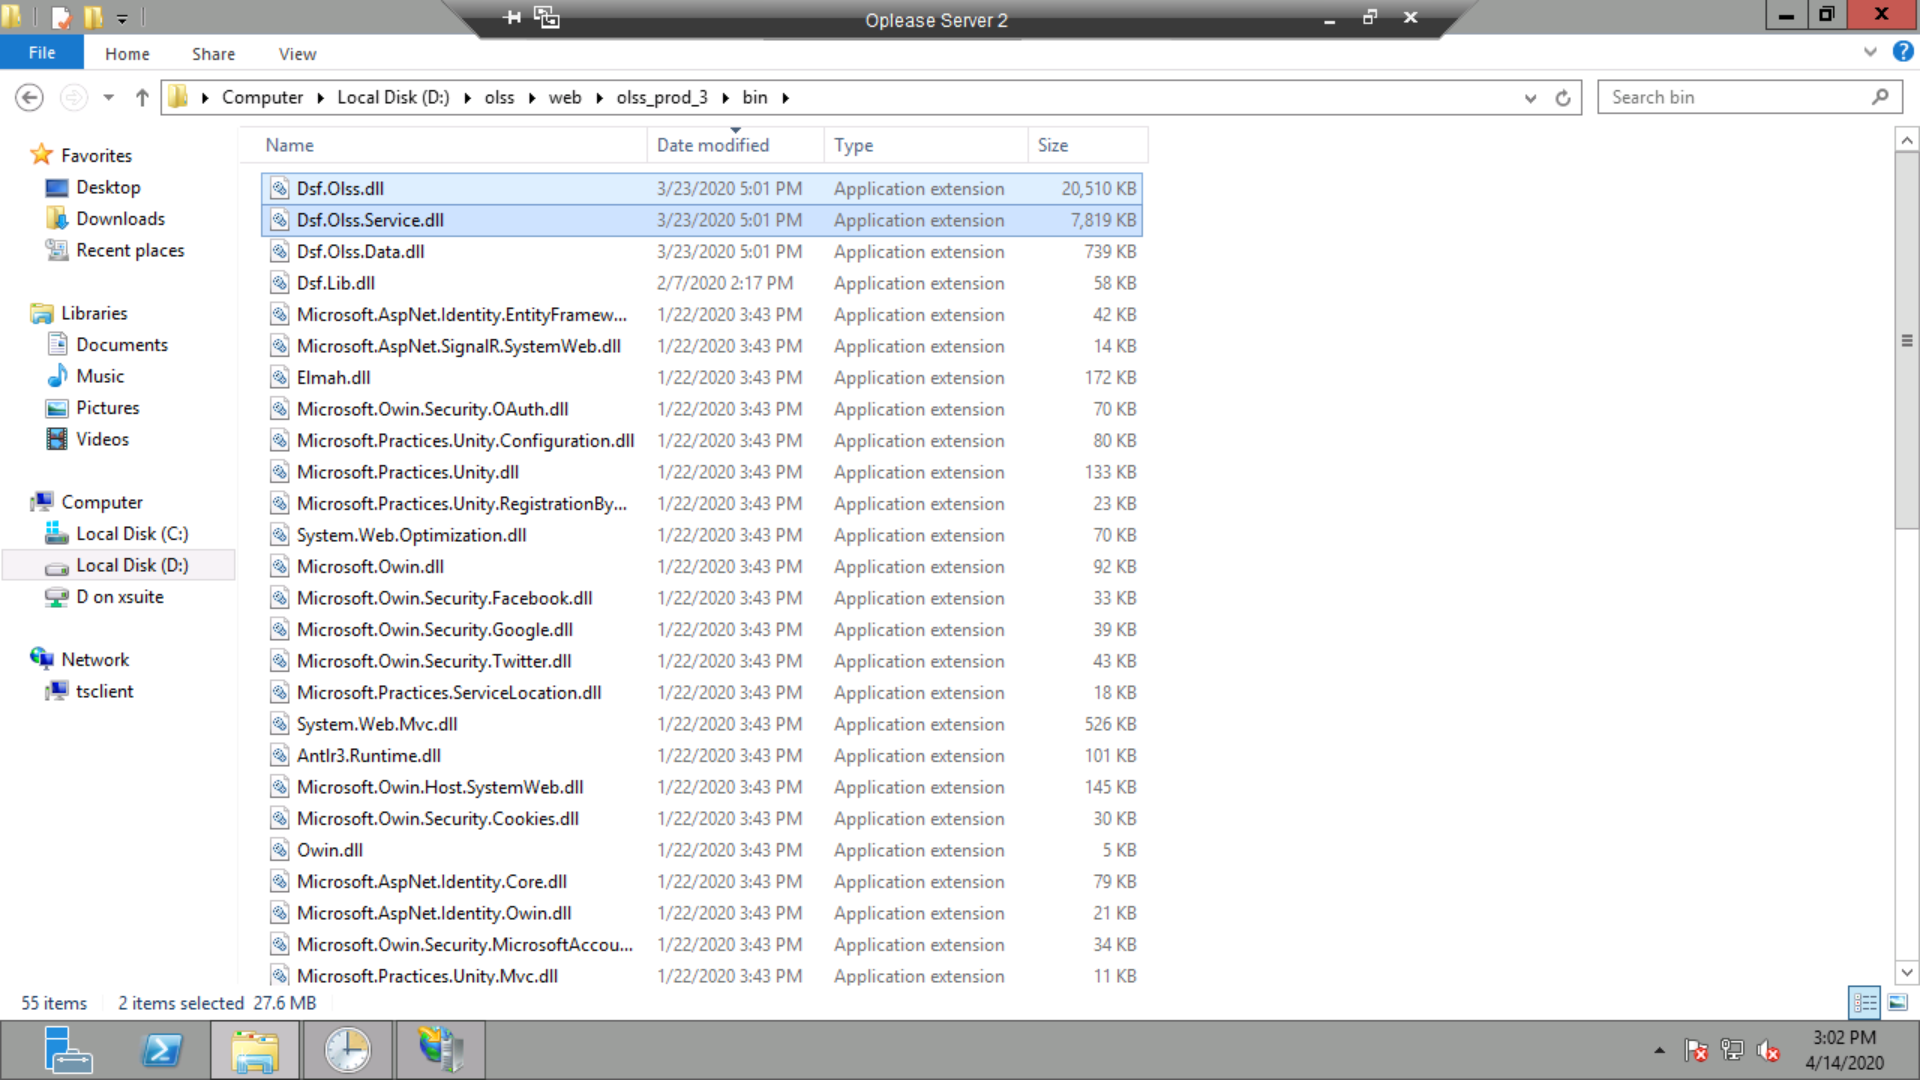 Oplease Server 2
File Home Share View
Computer Local Disk (D:) olss web olss_prod_3 bin Search bin
Name Date modified Type Size
Favorites
Desktop
Downloads
Recent places
Libraries
Documents
Music
Pictures
Videos
Computer
Local Disk (C:)
Local Disk (D:)
D on xsuite
Network
tsclient
Dsf.Olss.dll 3/23/2020 5:01 PM Application extension 20,510 KB
Dsf.Olss.Service.dll 3/23/2020 5:01 PM Application extension 7,819 KB
Dsf.Olss.Data.dll 3/23/2020 5:01 PM Application extension 739 KB
Dsf.Lib.dll 2/7/2020 2:17 PM Application extension 58 KB
Microsoft.AspNet.Identity.EntityFramew... 1/22/2020 3:43 PM Application extension 42 KB
Microsoft.AspNet.SignalR.SystemWeb.dll 1/22/2020 3:43 PM Application extension 14 KB
Elmah.dll 1/22/2020 3:43 PM Application extension 172 KB
Microsoft.Owin.Security.OAuth.dll 1/22/2020 3:43 PM Application extension 70 KB
Microsoft.Practices.Unity.Configuration.dll 1/22/2020 3:43 PM Application extension 80 KB
Microsoft.Practices.Unity.dll 1/22/2020 3:43 PM Application extension 133 KB
Microsoft.Practices.Unity.RegistrationBy... 1/22/2020 3:43 PM Application extension 23 KB
System.Web.Optimization.dll 1/22/2020 3:43 PM Application extension 70 KB
Microsoft.Owin.dll 1/22/2020 3:43 PM Application extension 92 KB
Microsoft.Owin.Security.Facebook.dll 1/22/2020 3:43 PM Application extension 33 KB
Microsoft.Owin.Security.Google.dll 1/22/2020 3:43 PM Application extension 39 KB
Microsoft.Owin.Security.Twitter.dll 1/22/2020 3:43 PM Application extension 43 KB
Microsoft.Practices.ServiceLocation.dll 1/22/2020 3:43 PM Application extension 18 KB
System.Web.Mvc.dll 1/22/2020 3:43 PM Application extension 526 KB
Antlr3.Runtime.dll 1/22/2020 3:43 PM Application extension 101 KB
Microsoft.Owin.Host.SystemWeb.dll 1/22/2020 3:43 PM Application extension 145 KB
Microsoft.Owin.Security.Cookies.dll 1/22/2020 3:43 PM Application extension 30 KB
Owin.dll 1/22/2020 3:43 PM Application extension 5 KB
Microsoft.AspNet.Identity.Core.dll 1/22/2020 3:43 PM Application extension 79 KB
Microsoft.AspNet.Identity.Owin.dll 1/22/2020 3:43 PM Application extension 21 KB
Microsoft.Owin.Security.MicrosoftAccou... 1/22/2020 3:43 PM Application extension 34 KB
Microsoft.Practices.Unity.Mvc.dll 1/22/2020 3:43 PM Application extension 11 KB
55 items 2 items selected 27.6 MB
3:02 PM
4/14/2020